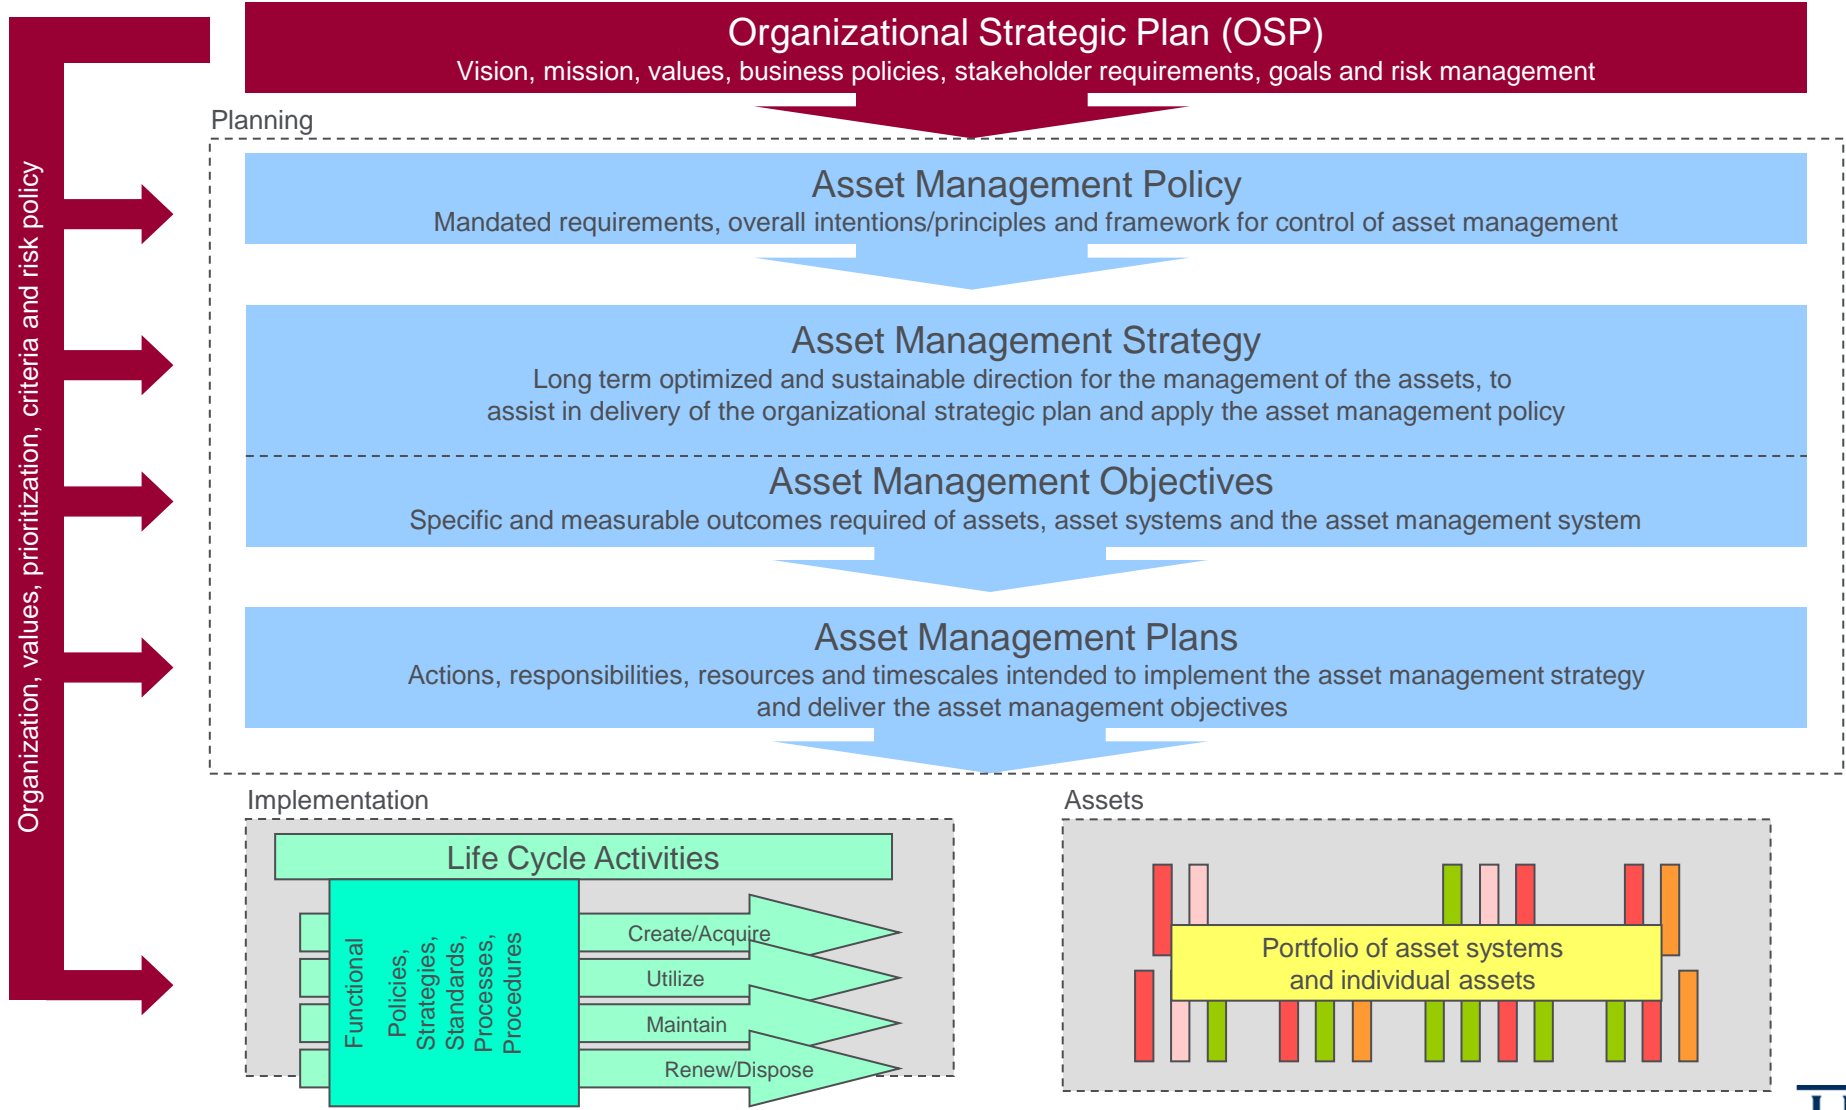 Organizational Strategic Plan (OSP)
Vision, mission, values, business policies, stakeholder requirements, goals and risk management
Organization, values, prioritization, criteria and risk policy
Planning
Asset Management Policy
Mandated requirements, overall intentions/principles and framework for control of asset management
Asset Management Strategy
Long term optimized and sustainable direction for the management of the assets, to
assist in delivery of the organizational strategic plan and apply the asset management policy
Asset Management Objectives
Specific and measurable outcomes required of assets, asset systems and the asset management system
Asset Management Plans
Actions, responsibilities, resources and timescales intended to implement the asset management strategy
and deliver the asset management objectives
Implementation
Life Cycle Activities
Functional
Policies,
Strategies,
Standards,
Processes,
Procedures
Create/Acquire
Utilize
Maintain
Renew/Dispose
Assets
Portfolio of asset systems
and individual assets